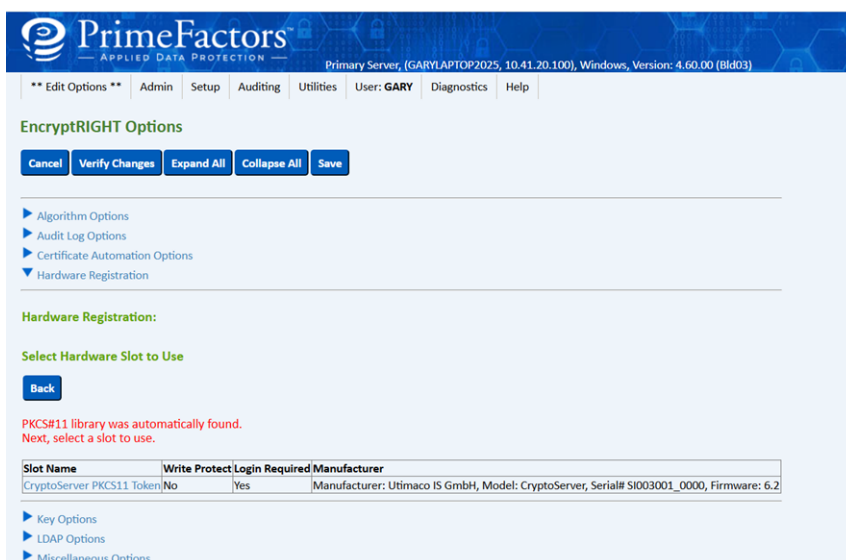 PrimeFactors™
— APPLIED DATA PROTECTION —
Primary Server, (GARYLAPTOP2025, 10.41.20.100), Windows, Version: 4.60.00 (Bld03)
** Edit Options ** Admin Setup Auditing Utilities User: GARY Diagnostics Help
EncryptRIGHT Options
Cancel Verify Changes Expand All Collapse All Save
Algorithm Options
Audit Log Options
Certificate Automation Options
Hardware Registration
Hardware Registration:
Select Hardware Slot to Use
Back
PKCS#11 library was automatically found.
Next, select a slot to use.
Slot Name Write Protect Login Required Manufacturer
CryptoServer PKCS11 Token No Yes Manufacturer: Utimaco IS GmbH, Model: CryptoServer, Serial# SI003001_0000, Firmware: 6.2
Key Options
LDAP Options
Miscellaneous Options